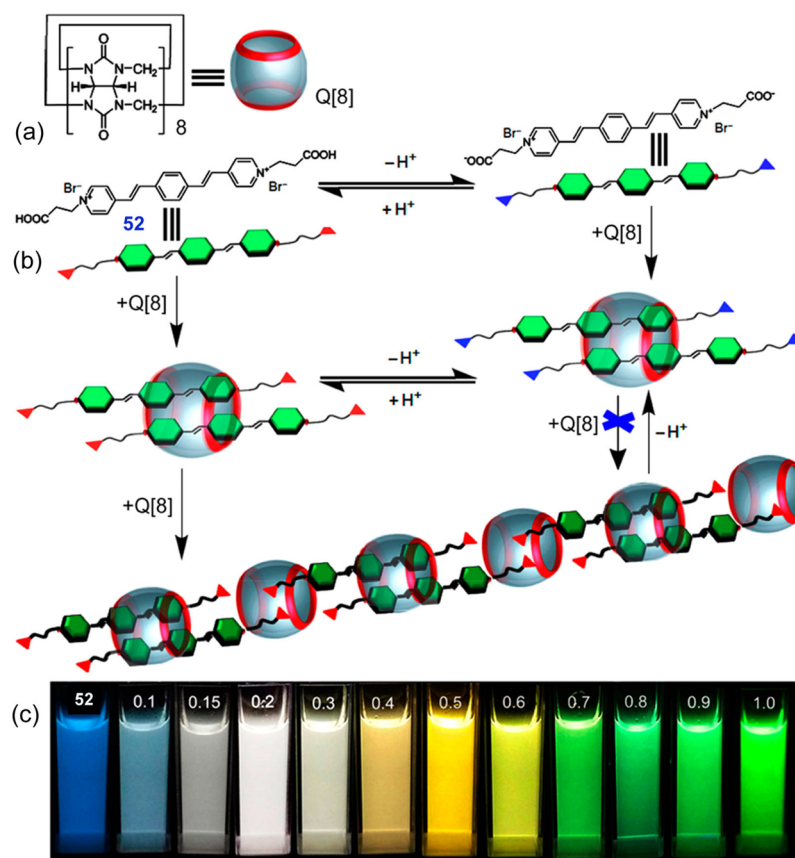 O
N N CH₂
H H
N N CH₂
O
8
Q[8]
(a)
COO⁻
N⁺
Br⁻
Br⁻
N⁺
⁻OOC
COOH
N⁺
Br⁻
Br⁻
N⁺
HOOC
52
−H⁺
+H⁺
(b)
+Q[8]
+Q[8]
−H⁺
+H⁺
+Q[8]
−H⁺
+Q[8]
(c)
52 0.1 0.15 0.2 0.3 0.4 0.5 0.6 0.7 0.8 0.9 1.0